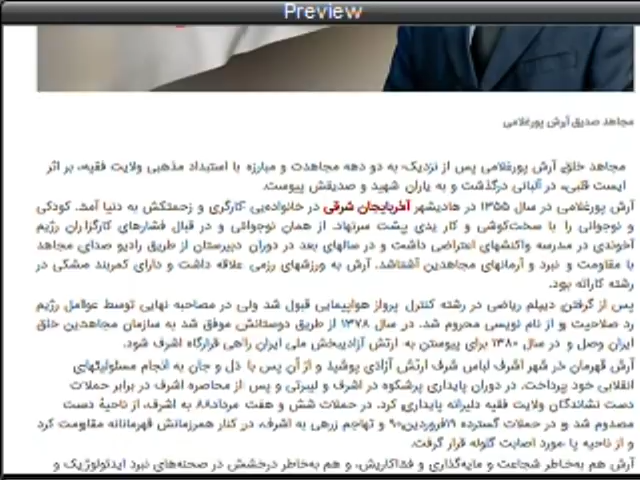 Preview
مجاهد صدیق آرش پورغلامی
مجاهد خلق آرش پورغلامی پس از نزدیک به دو دهه مجاهدت و مبارزه با استبداد مذهبی ولایت فقیه، بر اثر
ایست قلبی، در آلبانی درگذشت و به یاران شهید و صدیقش پیوست.
آرش پورغلامی در سال ۱۳۵۵ در هادیشهر آذربایجان شرقی در خانواده‌یی کارگری و زحمتکش به دنیا آمد. کودکی
و نوجوانی را با سخت‌کوشی و کار یدی پشت سرنهاد. از همان نوجوانی و در قبال فشارهای کارگزاران رژیم
آخوندی در مدرسه واکنشهای اعتراضی داشت و در سالهای بعد در دوران دبیرستان از طریق رادیو صدای مجاهد
با مقاومت و نبرد و آرمانهای مجاهدین آشناشد. آرش به ورزشهای رزمی علاقه داشت و دارای کمربند مشکی در
رشته کاراته بود.
پس از گرفتن دیپلم ریاضی در رشته کنترل پرواز هواپیمایی قبول شد ولی در مصاحبه نهایی توسط عوامل رژیم
رد صلاحیت و از نام نویسی محروم شد. در سال ۱۳۷۸ از طریق دوستانش موفق شد به سازمان مجاهدین خلق
ایران وصل و در سال ۱۳۸۰ برای پیوستن به ارتش آزادیبخش ملی ایران راهی قرارگاه اشرف شود.
آرش قهرمان در شهر اشرف لباس شرف ارتش آزادی پوشید و از آن پس با دل و جان به انجام مسئولیتهای
انقلابی خود پرداخت. در دوران پایداری پرشکوه در اشرف و لیبرتی و پس از محاصره اشرف در برابر حملات
دست نشاندگان ولایت فقیه دلیرانه پایداری کرد. در حملات شش و هفت مرداد۸۸ به اشرف، از ناحیهٔ دست
مصدوم شد و در حملات گسترده ۱۹فروردین۹۰ و تهاجم زرهی به اشرف، در کنار همرزمانش قهرمانانه مقاومت کرد
و از ناحیه پا مورد اصابت گلوله قرار گرفت.
آرش هم به‌خاطر شجاعت و مایه‌گذاری و فداکاریش، و هم به‌خاطر درخشش در صحنه‌های نبرد ایدئولوژیک و